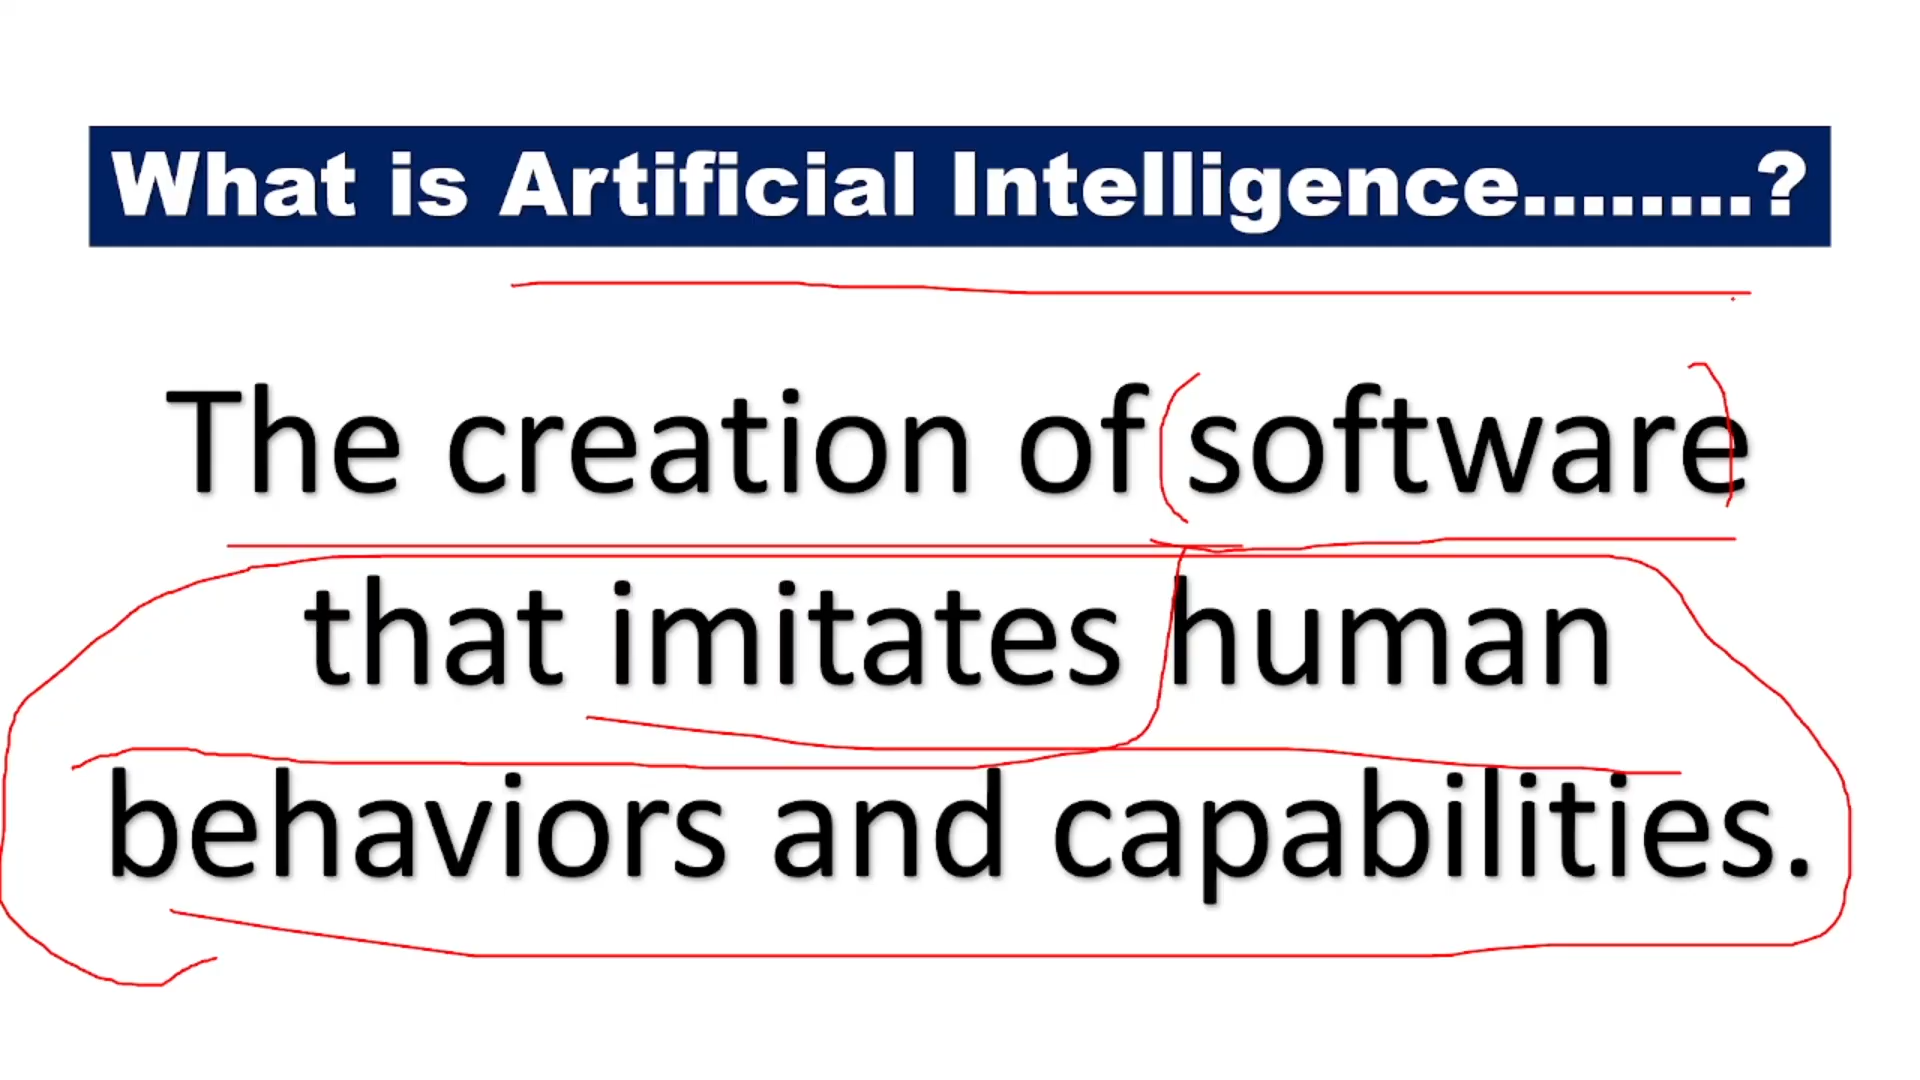 What is Artificial Intelligence........?
The creation of software
that imitates human
behaviors and capabilities.